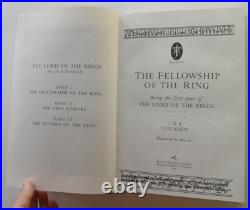 THE LORD OF THE RINGS
BY J.R.R. TOLKIEN
PART I
THE FELLOWSHIP OF THE RING
PART II
THE TWO TOWERS
PART III
THE RETURN OF THE KING
THE FELLOWSHIP
OF THE RING
Being the first part of
THE LORD OF THE RINGS
J. R. R.
TOLKIEN
Illustrated by Alan Lee